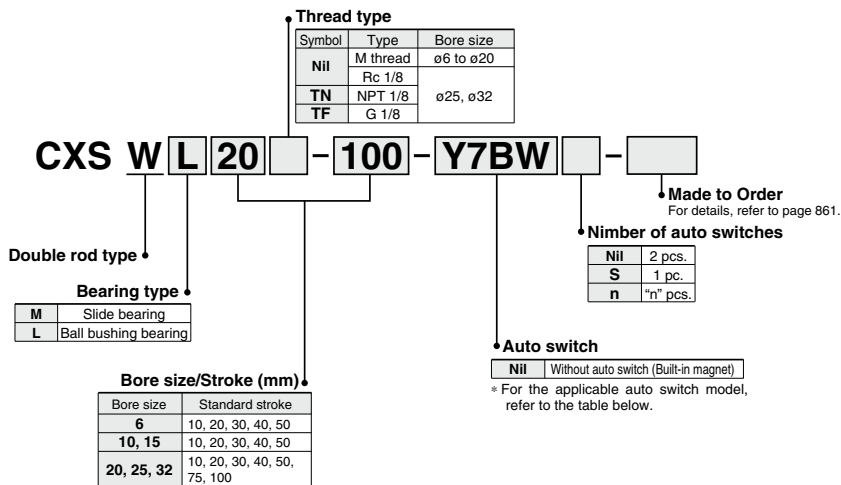 Thread type
Symbol Type Bore size
Nil M thread ø6 to ø20
Rc 1/8 ø25, ø32
TN NPT 1/8
TF G 1/8
CXS W L 20 – 100 – Y7BW –
Made to Order
For details, refer to page 861.
Nimber of auto switches
Nil 2 pcs.
S 1 pc.
n “n” pcs.
Double rod type
Bearing type
M Slide bearing
L Ball bushing bearing
Auto switch
Nil Without auto switch (Built-in magnet)
* For the applicable auto switch model,
refer to the table below.
Bore size/Stroke (mm)
Bore size Standard stroke
6 10, 20, 30, 40, 50
10, 15 10, 20, 30, 40, 50
20, 25, 32 10, 20, 30, 40, 50,
75, 100